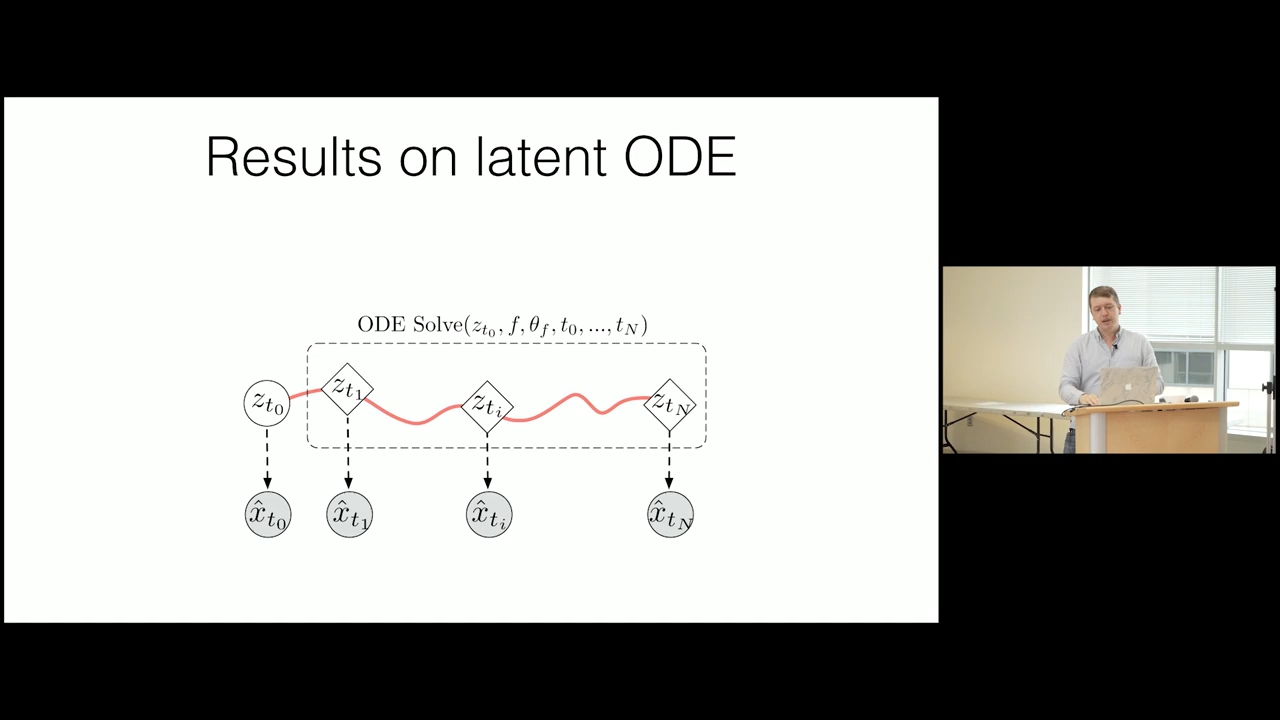 Results on latent ODE
ODE Solve(z_{t_0}, f, θ_f, t_0, ..., t_N)
z_{t_0} z_{t_1} z_{t_i} z_{t_N}
x̂_{t_0} x̂_{t_1} x̂_{t_i} x̂_{t_N}